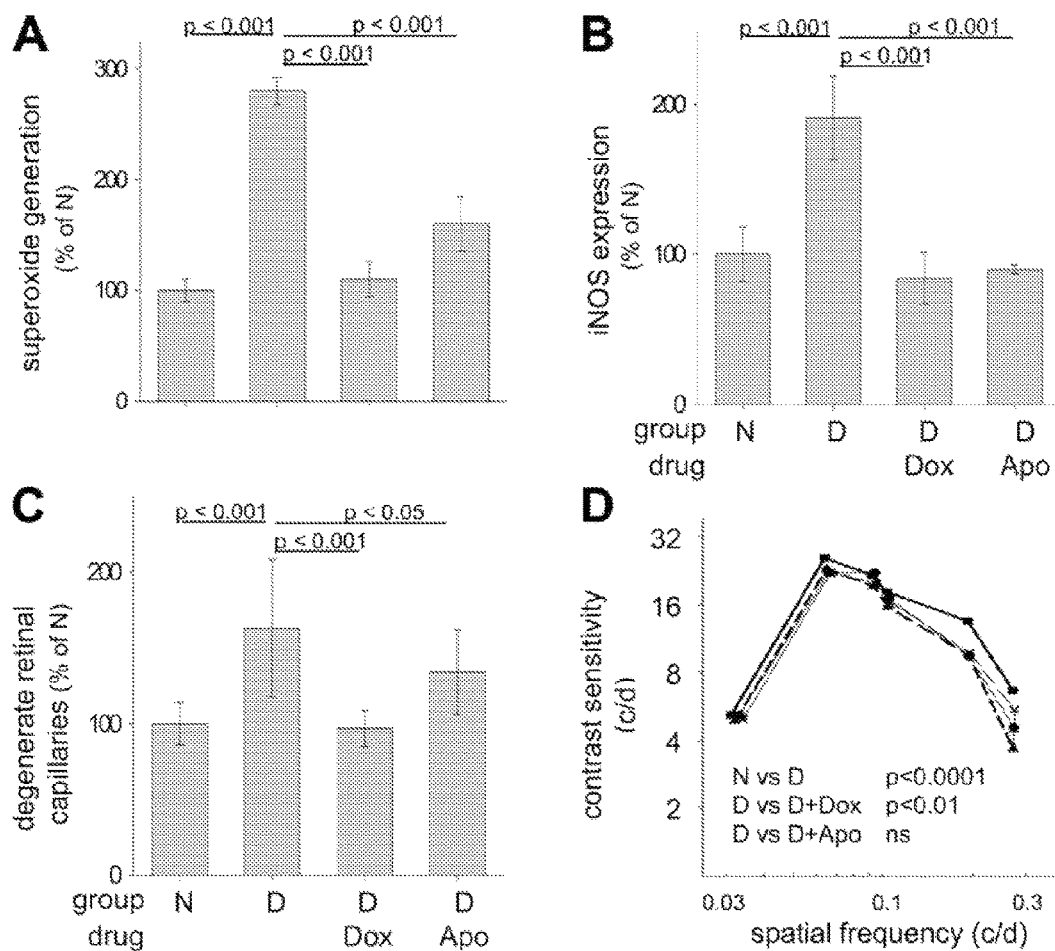 A
p < 0.001
p < 0.001
p < 0.001
300
200
100
0
superoxide generation
(% of N)
B
p < 0.001
p < 0.001
p < 0.001
200
100
0
iNOS expression
(% of N)
group N D D D
drug Dox Apo
C
p < 0.001
p < 0.05
p < 0.001
200
100
0
degenerate retinal
capillaries (% of N)
group N D D D
drug Dox Apo
D
32
16
8
4
2
contrast sensitivity
(c/d)
N vs D p<0.0001
D vs D+Dox p<0.01
D vs D+Apo ns
0.03 0.1 0.3
spatial frequency (c/d)